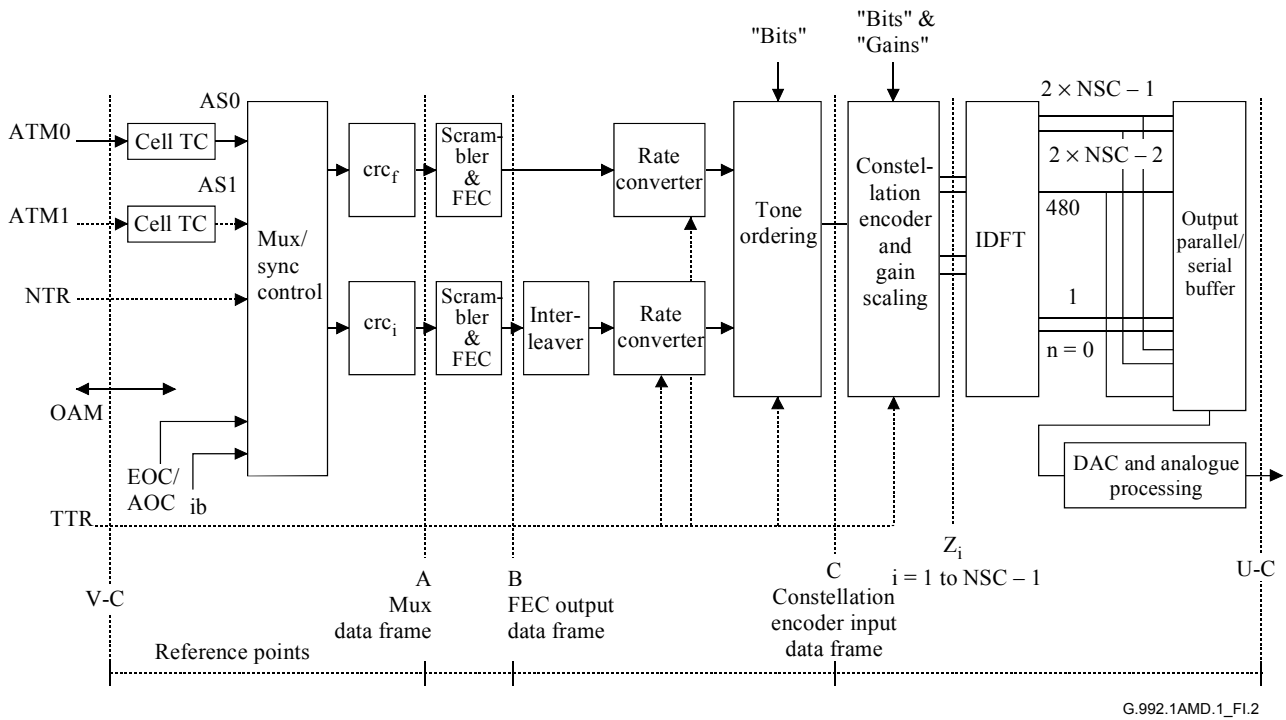 "Bits"
"Bits" &
"Gains"
AS0
2 × NSC – 1
ATM0
Cell TC
Scram-
bler
&
FEC
crcf
Rate
converter
2 × NSC – 2
AS1
Constel-
lation
encoder
and
gain
scaling
480
ATM1
Cell TC
Mux/
sync
control
Tone
ordering
IDFT
Output
parallel/
serial
buffer
NTR
crci
Scram-
bler
&
FEC
Inter-
leaver
Rate
converter
1
n = 0
OAM
EOC/
AOC
ib
DAC and analogue
processing
TTR
V-C
A
Mux
data frame
B
FEC output
data frame
C
Constellation
encoder input
data frame
Zi
i = 1 to NSC – 1
U-C
Reference points
G.992.1AMD.1_FI.2